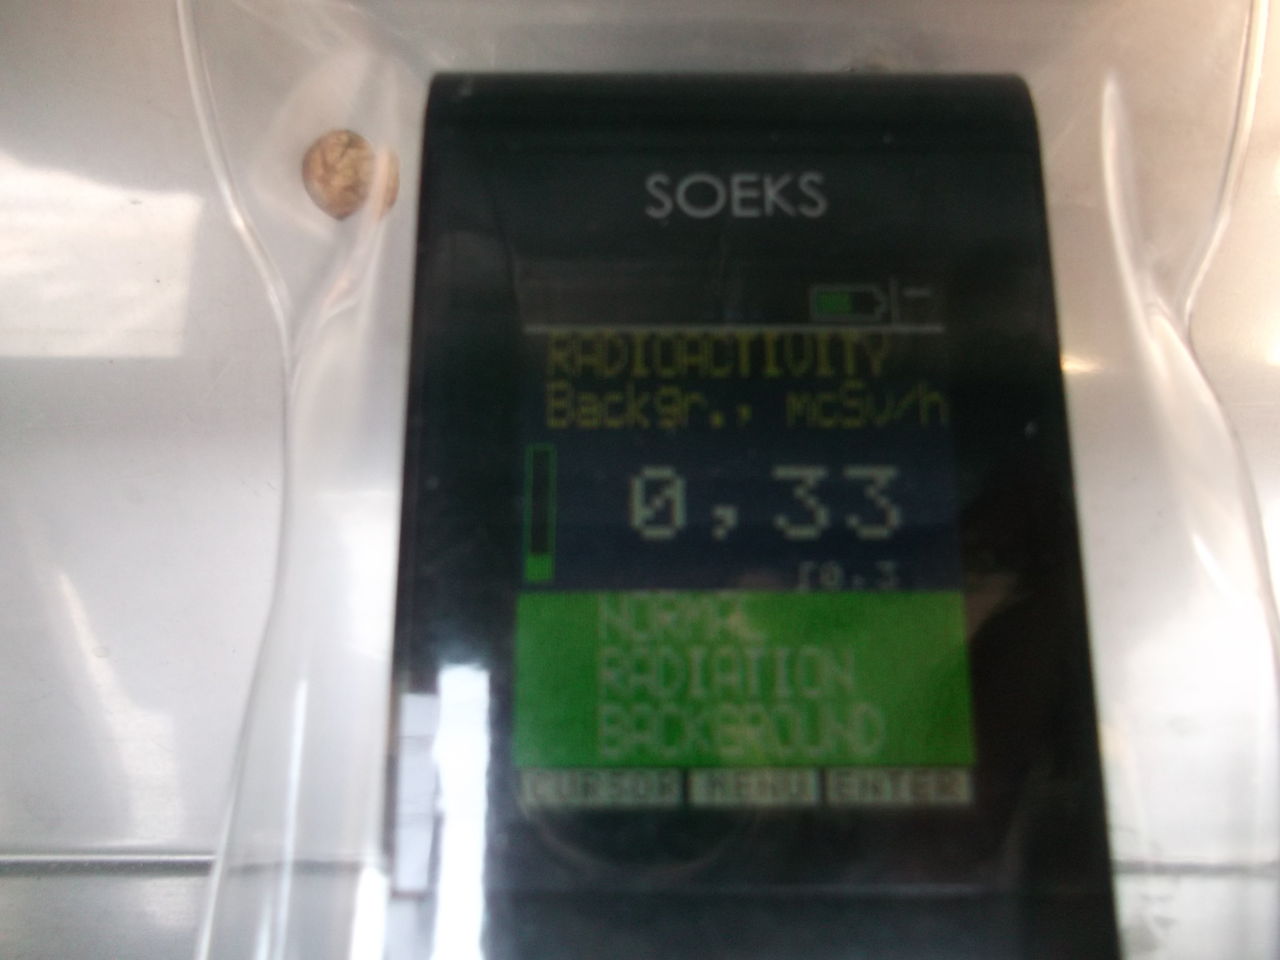 SOEKS
RADIOACTIVITY
Backgr., mcSv/h
0,33
NORMAL
RADIATION
BACKGROUND
CURSOR MENU ENTER